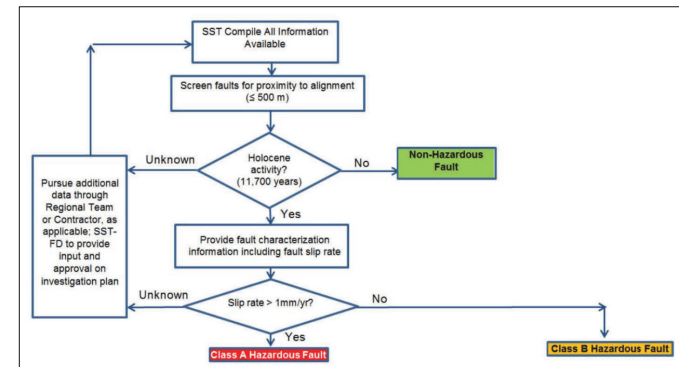 SST Compile All Information
Available
Screen faults for proximity to alignment
(≤ 500 m)
Holocene
activity?
(11,700 years)
Unknown
No
Non-Hazardous
Fault
Pursue additional
data through
Regional Team
or Contractor, as
applicable; SST-
FD to provide
input and
approval on
investigation plan
Yes
Provide fault characterization
information including fault slip rate
Slip rate > 1mm/yr?
Unknown
No
Yes
Class A Hazardous Fault
Class B Hazardous Fault